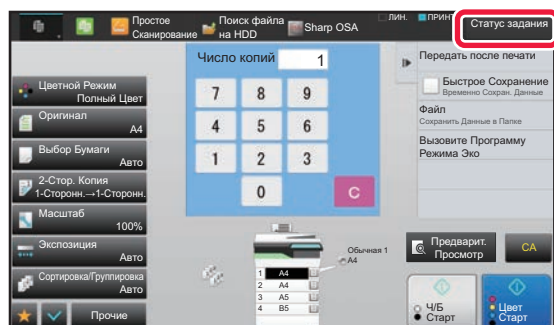 Простое
Сканирование
Поиск файла
на HDD
Sharp OSA
ЛИН.
ПРИНТ
Статус задания
Число копий
1
Цветной Режим
Полный Цвет
Оригинал
A4
Выбор Бумаги
Авто
2-Стор. Копия
1-Сторонн.→1-Сторонн.
Масштаб
100%
Экспозиция
Авто
Сортировка/Группировка
Авто
Прочие
7 8 9
4 5 6
1 2 3
0 C
Обычная 1
A4
1 A4
2 A4
3 A5
4 B5
Передать после печати
Быстрое Сохранение
Временно Сохран. Данные
Файл
Сохранить Данные в Папке
Вызовите Программу
Режима Эко
Предварит.
Просмотр
CA
Ч/Б
Старт
Цвет
Старт